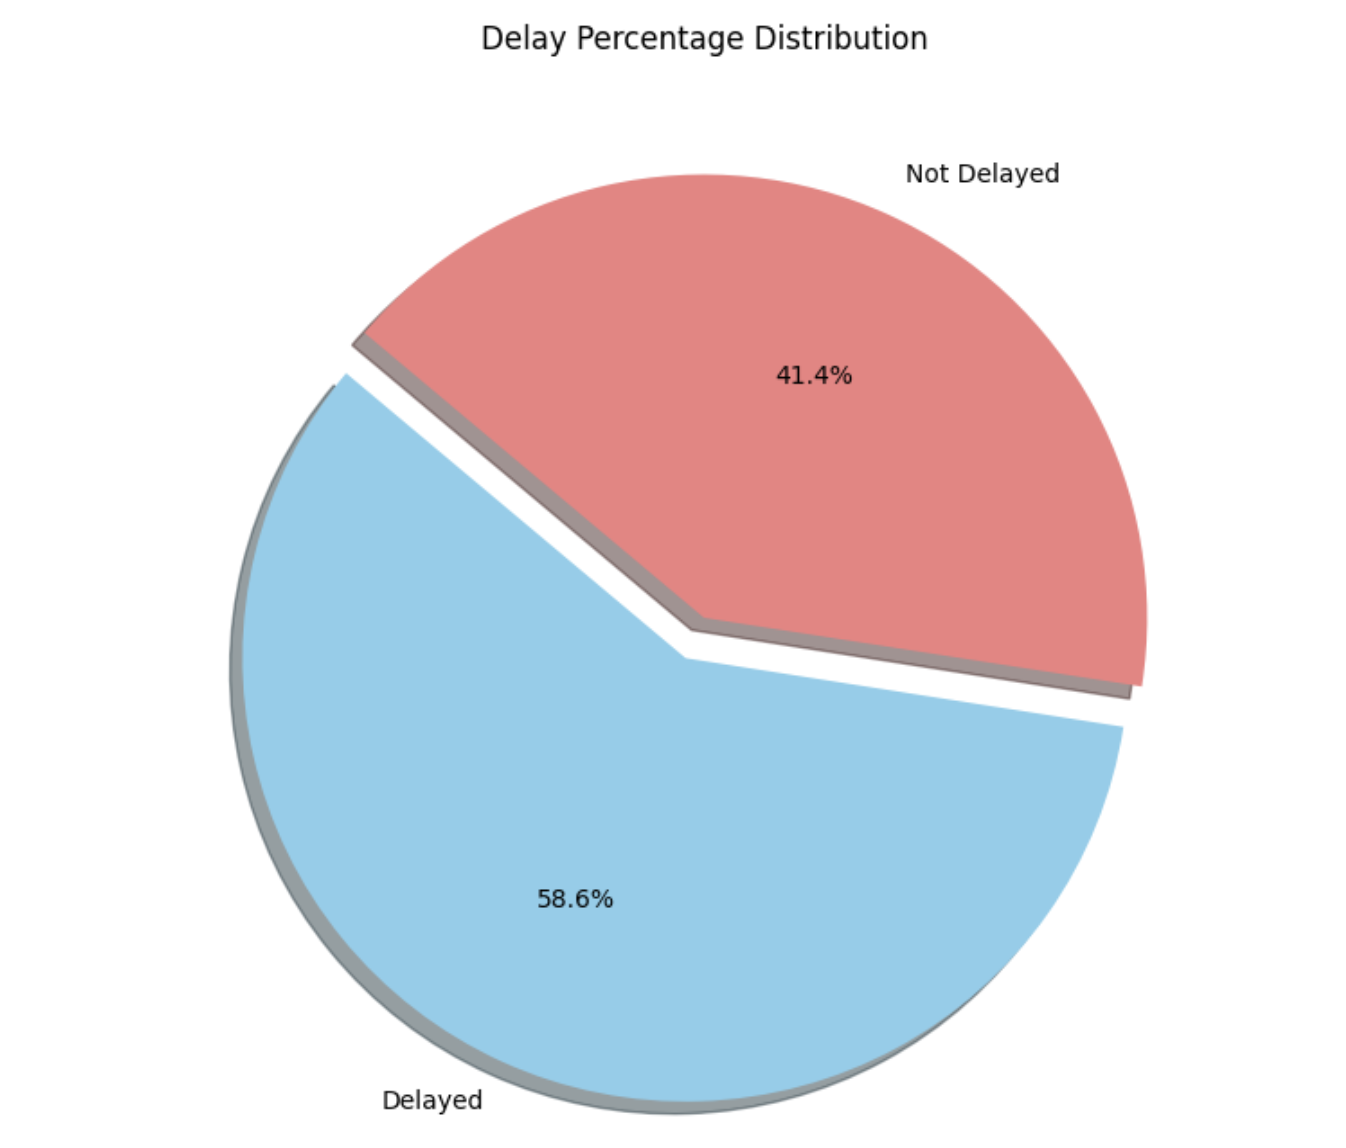 Delay Percentage Distribution
Not Delayed
41.4%
58.6%
Delayed